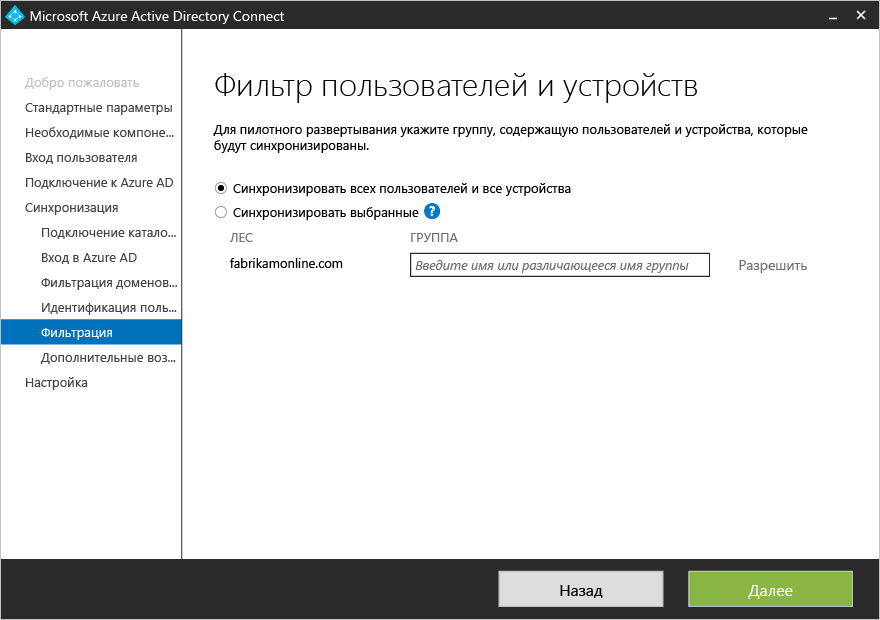 Microsoft Azure Active Directory Connect
Добро пожаловать
Стандартные параметры
Необходимые компоне...
Вход пользователя
Подключение к Azure AD
Синхронизация
Подключение катало...
Вход в Azure AD
Фильтрация доменов...
Идентификация поль...
Фильтрация
Дополнительные воз...
Настройка
Фильтр пользователей и устройств
Для пилотного развертывания укажите группу, содержащую пользователей и устройства, которые
будут синхронизированы.
Синхронизировать всех пользователей и все устройства
Синхронизировать выбранные ?
ЛЕС ГРУППА
fabrikamonline.com Введите имя или различающееся имя группы Разрешить
Назад Далее